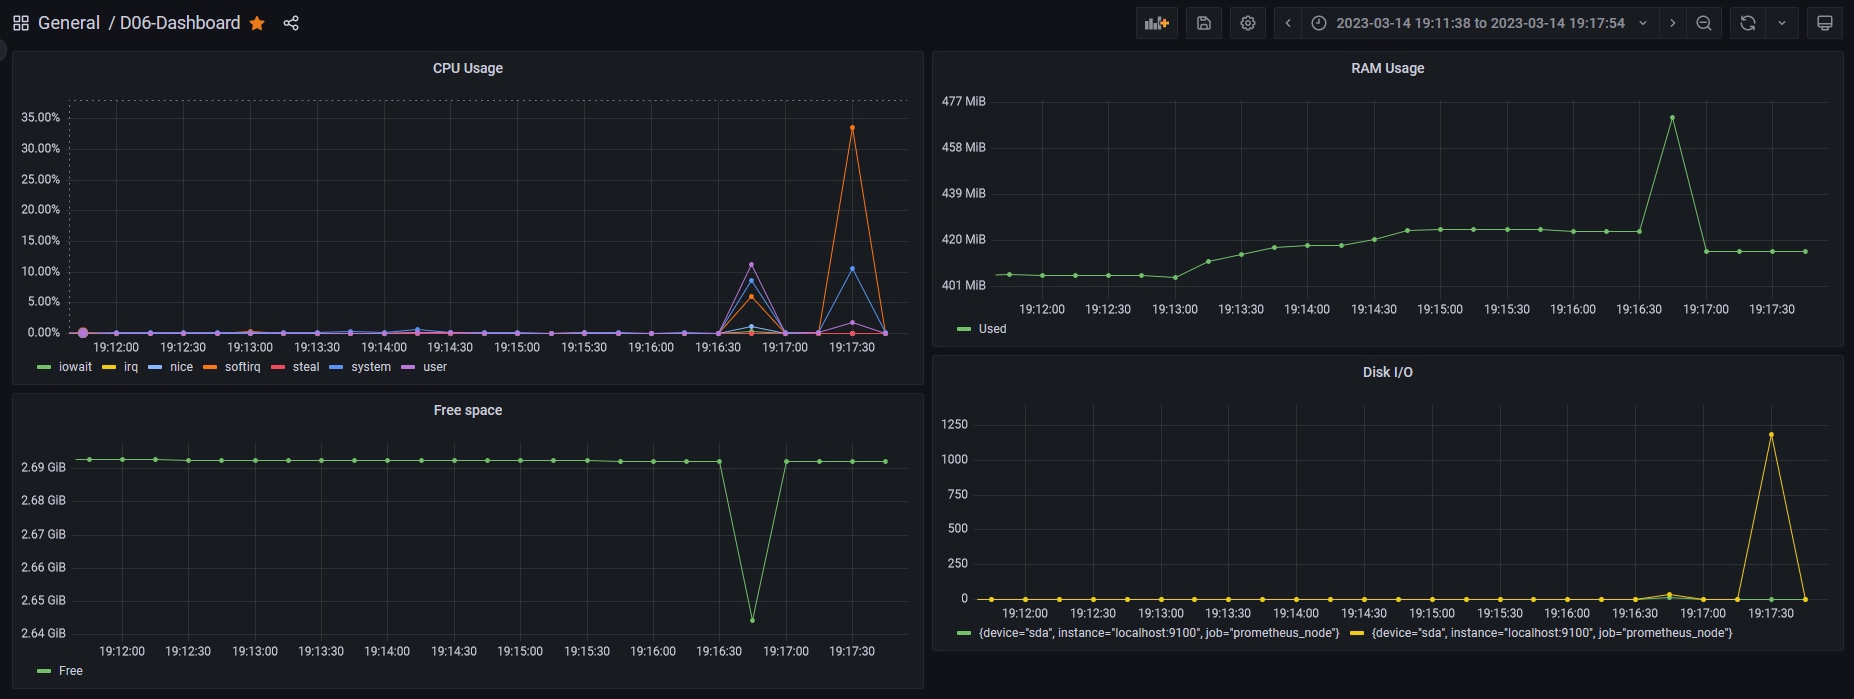 General / D06-Dashboard
2023-03-14 19:11:38 to 2023-03-14 19:17:54
CPU Usage
35.00%
30.00%
25.00%
20.00%
15.00%
10.00%
5.00%
0.00%
19:12:00 19:12:30 19:13:00 19:13:30 19:14:00 19:14:30 19:15:00 19:15:30 19:16:00 19:16:30 19:17:00 19:17:30
iowait irq nice softirq steal system user
RAM Usage
477 MiB
458 MiB
439 MiB
420 MiB
401 MiB
19:12:00 19:12:30 19:13:00 19:13:30 19:14:00 19:14:30 19:15:00 19:15:30 19:16:00 19:16:30 19:17:00 19:17:30
Used
Free space
2.69 GiB
2.68 GiB
2.67 GiB
2.66 GiB
2.65 GiB
2.64 GiB
19:12:00 19:12:30 19:13:00 19:13:30 19:14:00 19:14:30 19:15:00 19:15:30 19:16:00 19:16:30 19:17:00 19:17:30
Free
Disk I/O
1250
1000
750
500
250
0
19:12:00 19:12:30 19:13:00 19:13:30 19:14:00 19:14:30 19:15:00 19:15:30 19:16:00 19:16:30 19:17:00 19:17:30
{device="sda", instance="localhost:9100", job="prometheus_node"} {device="sda", instance="localhost:9100", job="prometheus_node"}